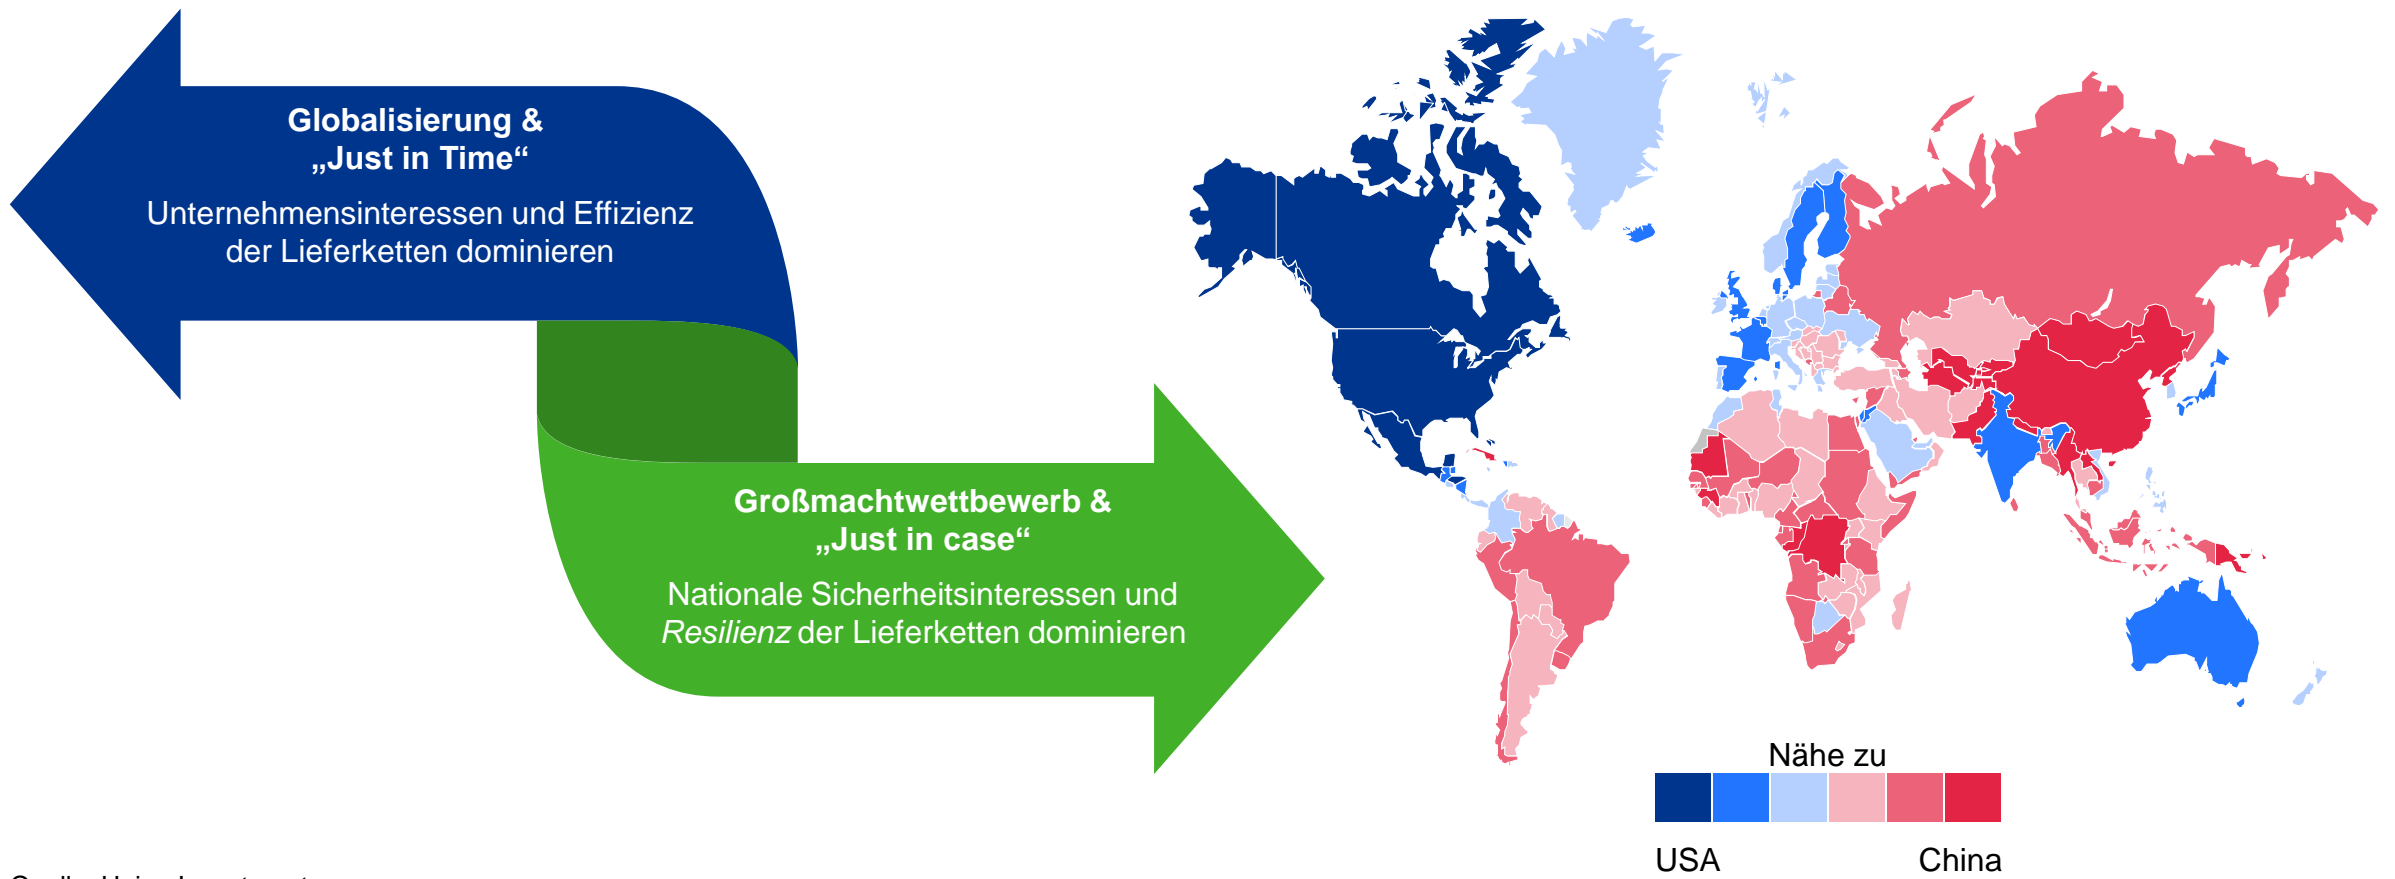 Globalisierung &
„Just in Time“
Unternehmensinteressen und Effizienz
der Lieferketten dominieren
Großmachtwettbewerb &
„Just in case“
Nationale Sicherheitsinteressen und
Resilienz der Lieferketten dominieren
Nähe zu
USA China